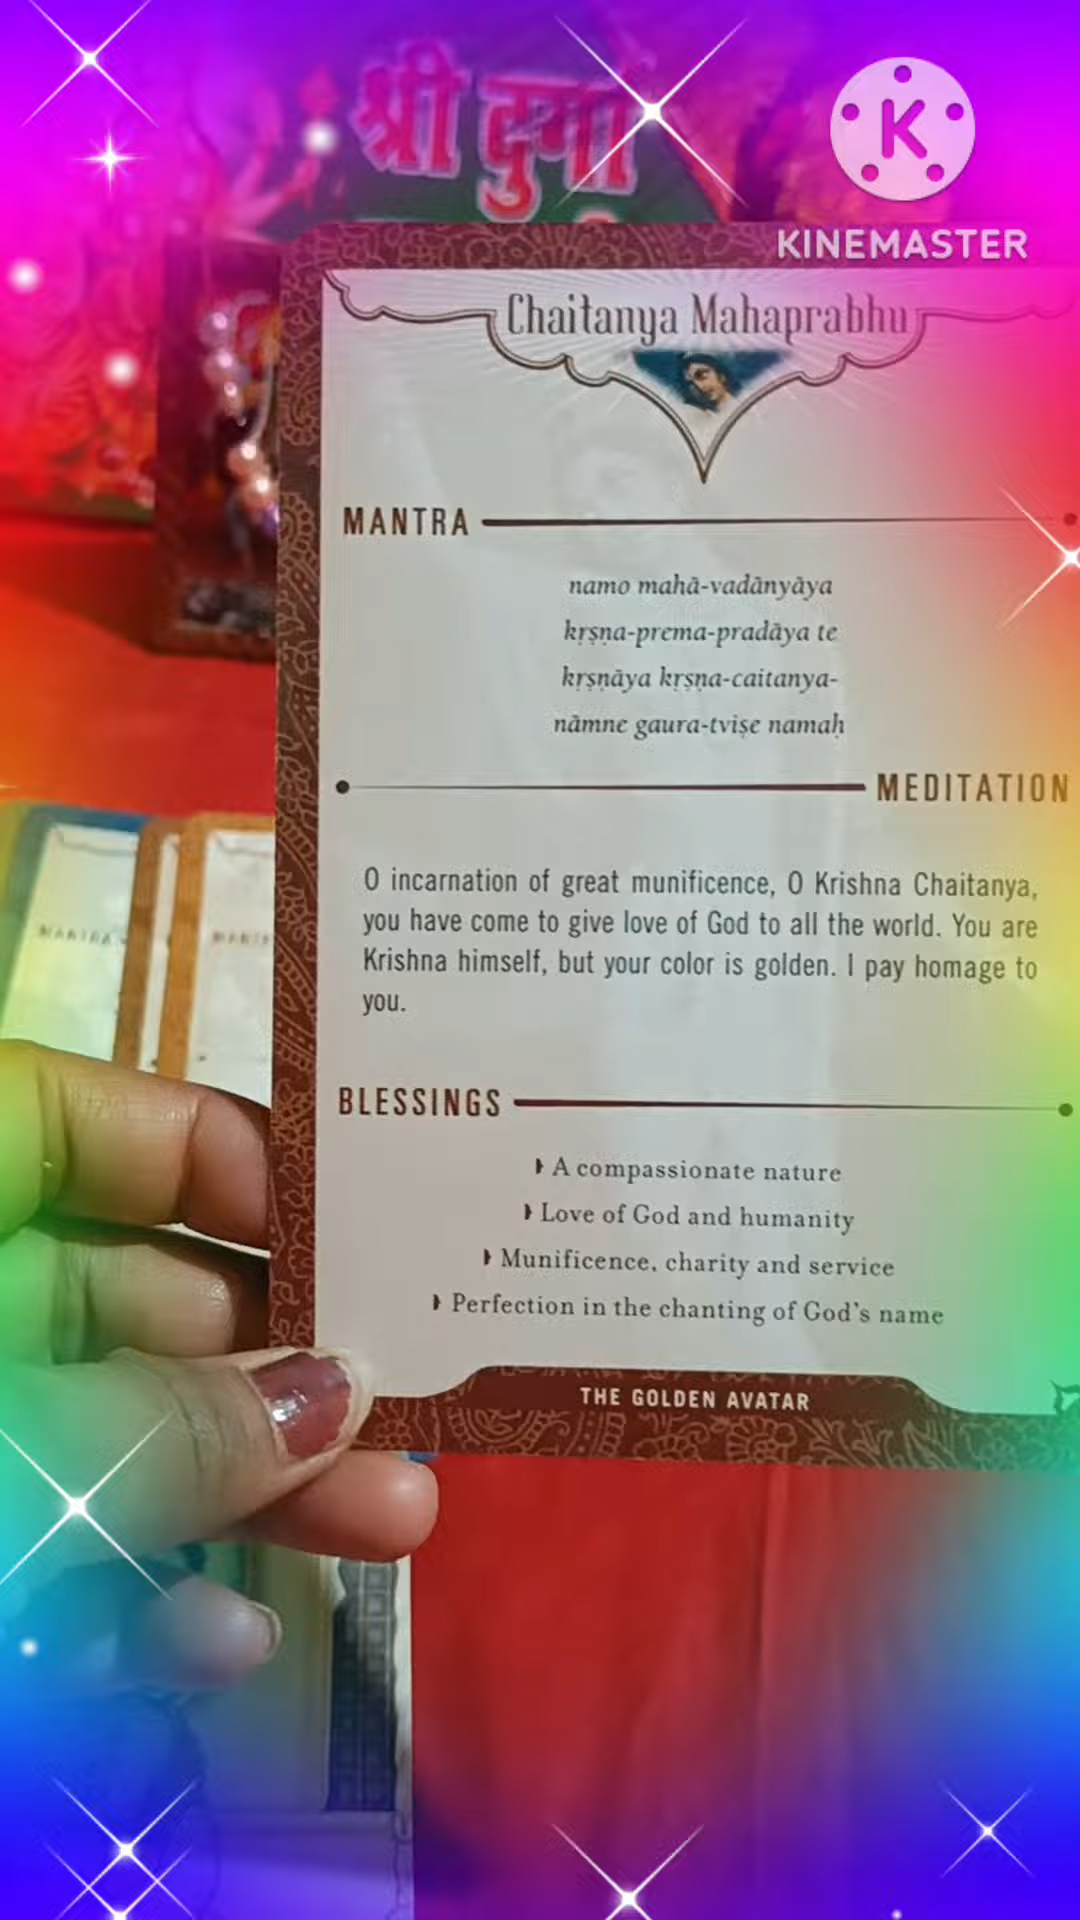 श्री दुर्गा
K
KINEMASTER
Chaitanya Mahaprabhu
MANTRA
namo mahā-vadānyāya
kṛṣṇa-prema-pradāya te
kṛṣṇāya kṛṣṇa-caitanya-
nāmne gaura-tviṣe namaḥ
MEDITATION
O incarnation of great munificence, O Krishna Chaitanya,
you have come to give love of God to all the world. You are
Krishna himself, but your color is golden. I pay homage to
you.
BLESSINGS
A compassionate nature
Love of God and humanity
Munificence, charity and service
Perfection in the chanting of God's name
THE GOLDEN AVATAR
MANTRA